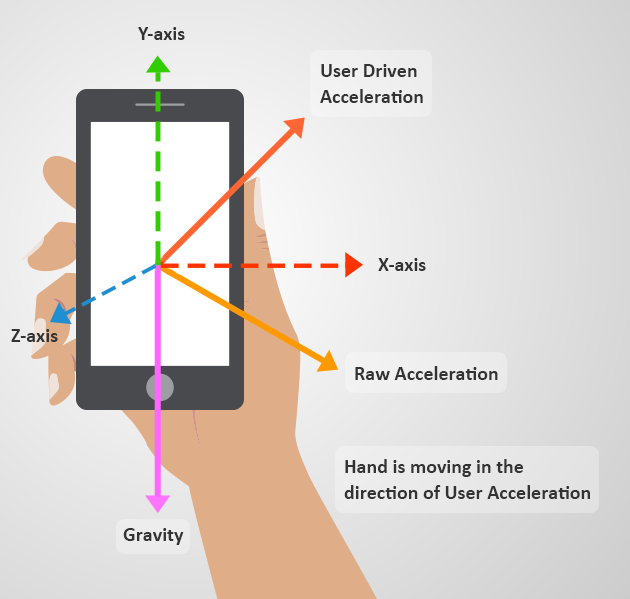 Y-axis
User Driven
Acceleration
X-axis
Z-axis
Raw Acceleration
Hand is moving in the
direction of User Acceleration
Gravity